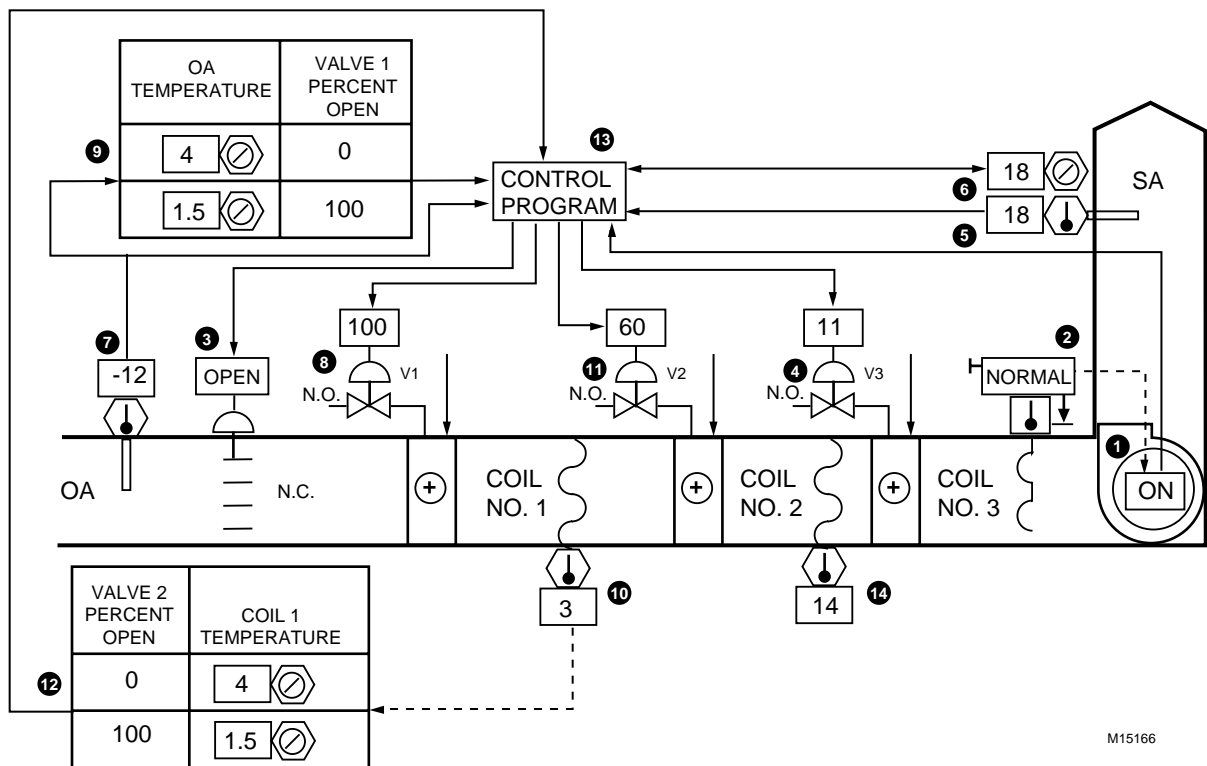 OA
TEMPERATURE
VALVE 1
PERCENT
OPEN
9
4
0
1.5
100
13
CONTROL
PROGRAM
18
6
18
5
SA
7
-12
3
OPEN
100
8
V1
N.O.
60
11
V2
N.O.
11
4
V3
N.O.
2
NORMAL
1
ON
OA
N.C.
+
COIL
NO. 1
+
COIL
NO. 2
+
COIL
NO. 3
3
10
14
14
VALVE 2
PERCENT
OPEN
COIL 1
TEMPERATURE
12
0
4
100
1.5
M15166